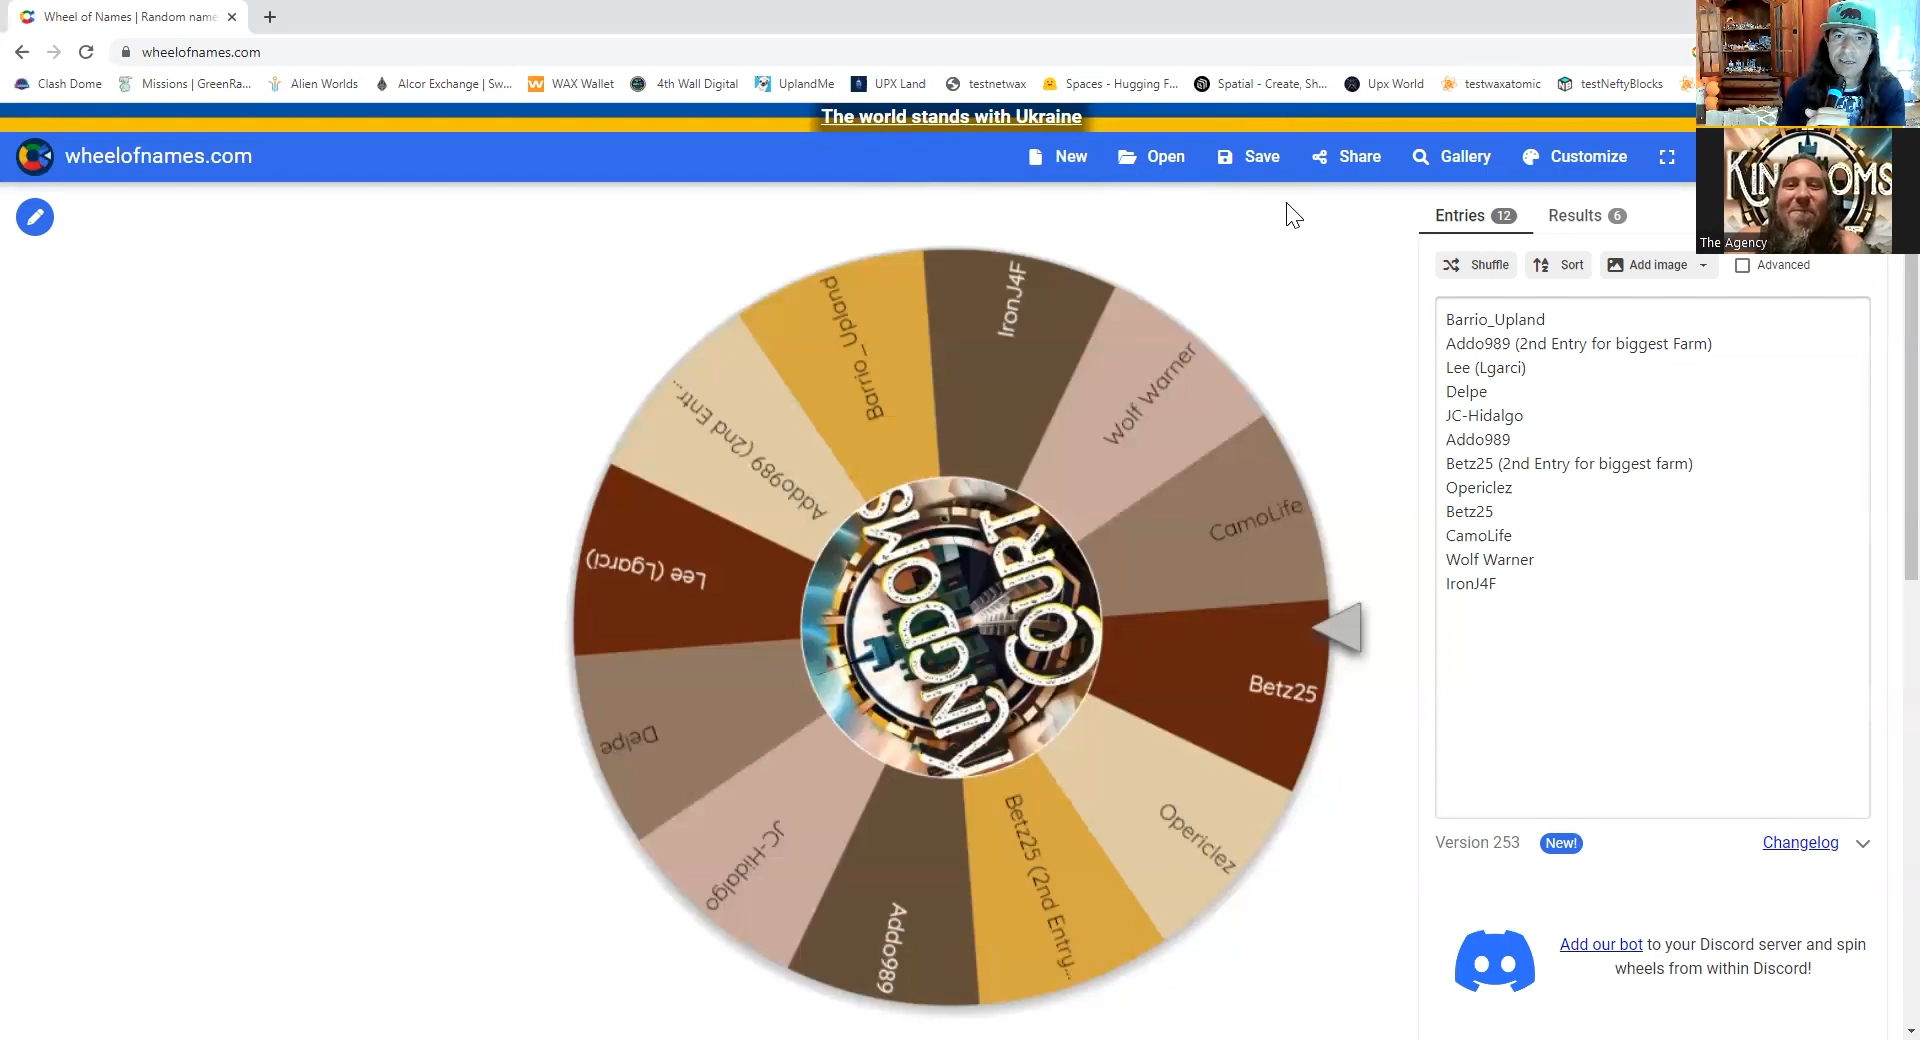 Wheel of Names | Random name
wheelofnames.com
Clash Dome
Missions | GreenRa...
Alien Worlds
Alcor Exchange | Sw...
WAX Wallet
4th Wall Digital
UplandMe
UPX Land
testnetwax
Spaces - Hugging F...
Spatial - Create, Sh...
Upx World
testwaxatomic
testNeftyBlocks
The world stands with Ukraine
wheelofnames.com
New
Open
Save
Share
Gallery
Customize
KINGDOMS
The Agency
Entries 12
Results 6
Shuffle
Sort
Add image
Advanced
Barrio_Upland
Addo989 (2nd Entry for biggest Farm)
Lee (Lgarci)
Delpe
JC-Hidalgo
Addo989
Betz25 (2nd Entry for biggest farm)
Opericlez
Betz25
CamoLife
Wolf Warner
IronJ4F
IronJ4F
Wolf Warner
CamoLife
Betz25
Opericlez
Betz25 (2nd Entry...
Addo989
JC-Hidalgo
Delpe
Lee (Lgarci)
Addo989 (2nd Entr...
Barrio_Upland
KINGDOMS
COURT
Version 253
New!
Changelog
Add our bot to your Discord server and spin
wheels from within Discord!